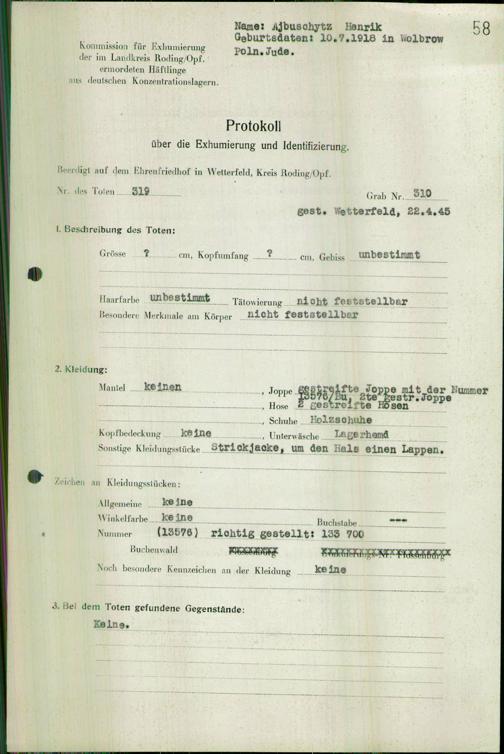 58
Name: Ajbuschytz Henrik
Geburtsdaten: 10.7.1918 in Wolbrow
Poln.Jude.
Kommission für Exhumierung
der im Landkreis Roding/Opf.
ermordeten Häftlinge
aus deutschen Konzentrationslagern.
Protokoll
über die Exhumierung und Identifizierung.
Beerdigt auf dem Ehrenfriedhof in Wetterfeld, Kreis Roding/Opf.
Nr. des Toten 319 Grab Nr. 310
gest. Wetterfeld, 22.4.45
1. Beschreibung des Toten:
Grösse ? cm, Kopfumfang ? cm, Gebiss unbestimmt
Haarfarbe unbestimmt Tätowierung nicht feststellbar
Besondere Merkmale am Körper nicht feststellbar
2. Kleidung:
Mantel keinen , Joppe gestreifte Joppe mit der Nummer
13576/Bu, 2te gestr.Joppe
, Hose 2 gestreifte Hosen
, Schuhe Holzschuhe
Kopfbedeckung keine , Unterwäsche Lagerhemd
Sonstige Kleidungsstücke Strickjacke, um den Hals einen Lappen.
Zeichen an Kleidungsstücken:
Allgemeine keine
Winkelfarbe keine Buchstabe ---
Nummer (13576) richtig gestellt: 133 700
Buchenwald
Noch besondere Kennzeichen an der Kleidung keine
3. Bei dem Toten gefundene Gegenstände:
Keine.